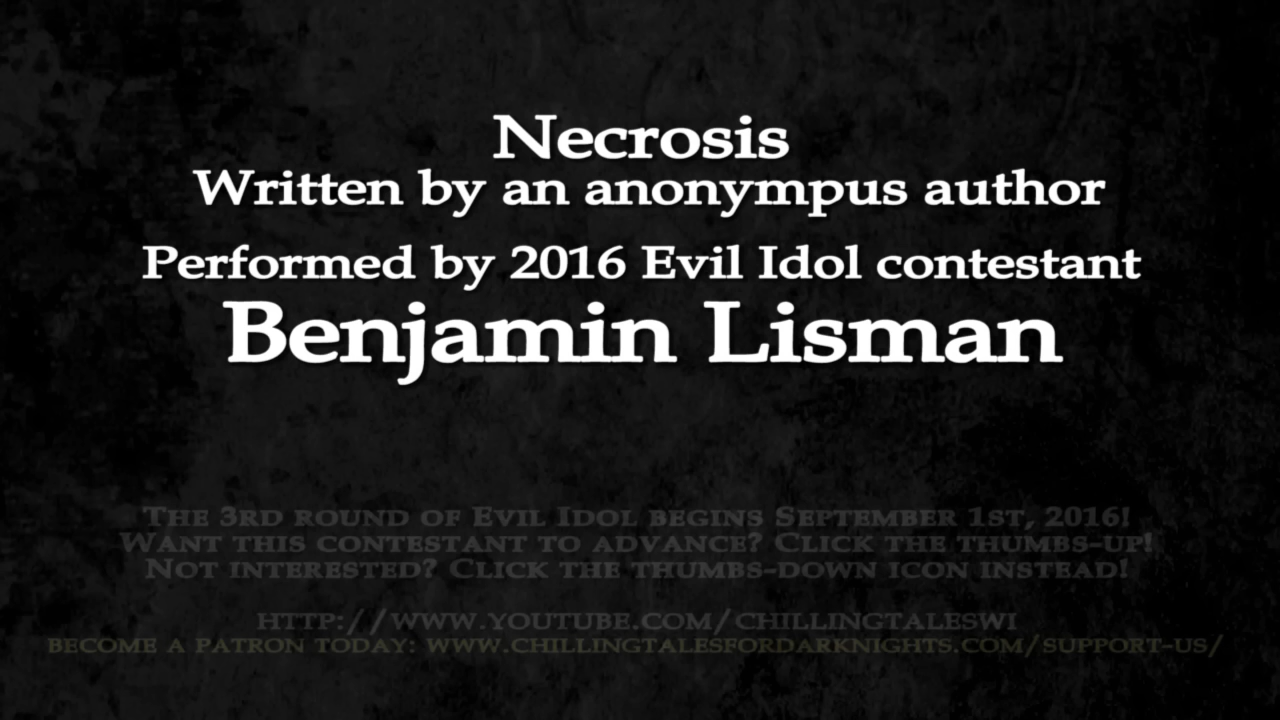 Necrosis
Written by an anonympus author
Performed by 2016 Evil Idol contestant
Benjamin Lisman
The 3rd round of Evil Idol begins September 1st, 2016!
Want this contestant to advance? Click the thumbs-up!
Not interested? Click the thumbs-down icon instead!
http://www.youtube.com/chillingtaleswi
become a patron today: www.chillingtalesfordarknights.com/support-us/